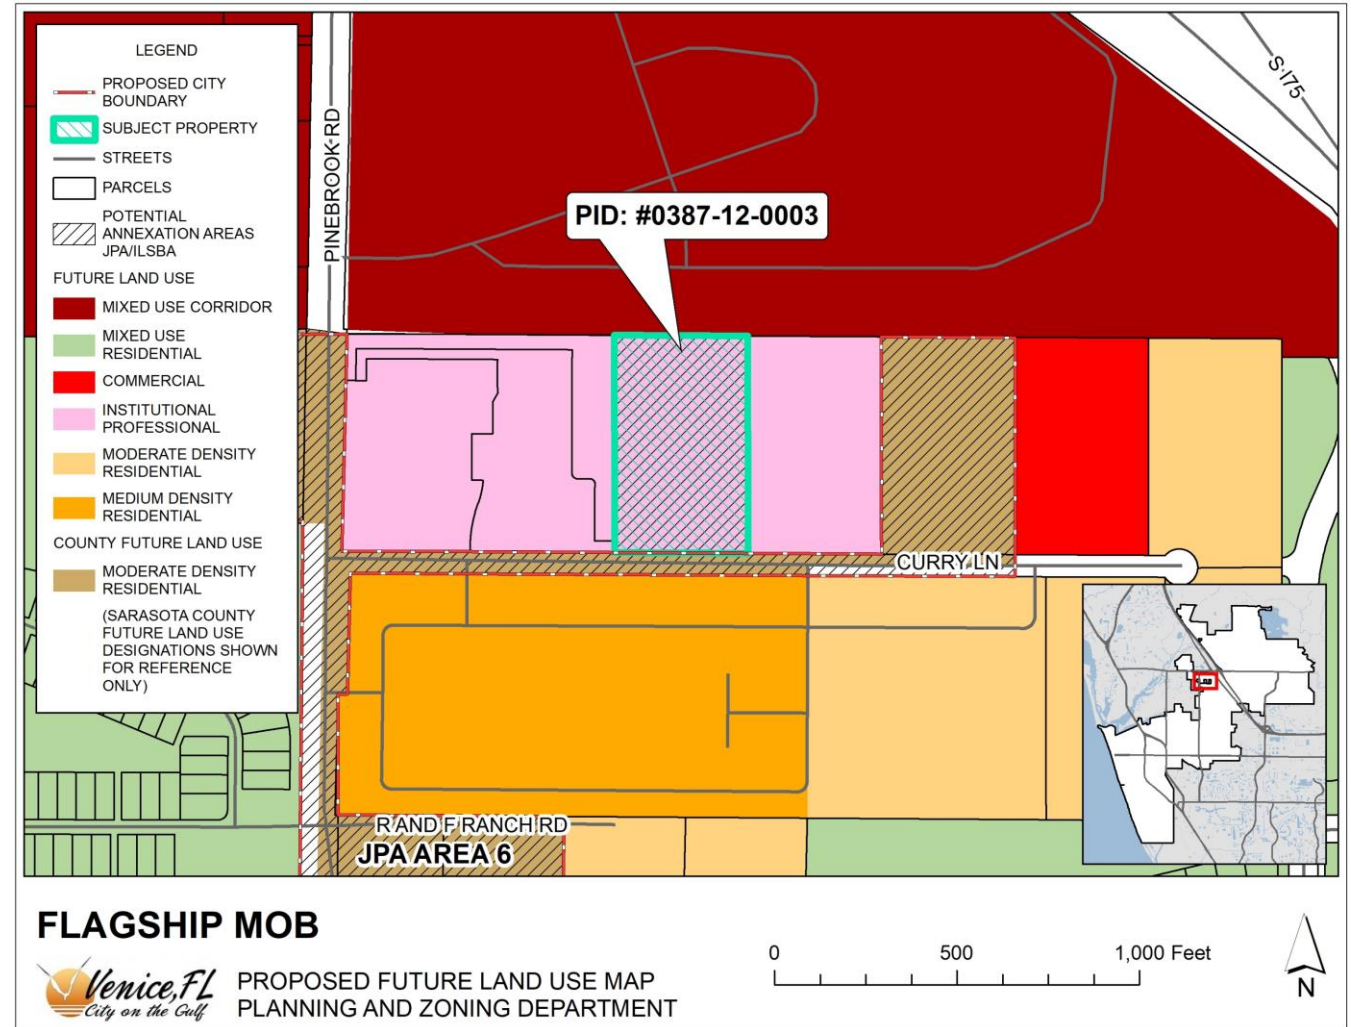 LEGEND
PROPOSED CITY
BOUNDARY
SUBJECT PROPERTY
STREETS
PARCELS
POTENTIAL
ANNEXATION AREAS
JPA/ILSBA
FUTURE LAND USE
MIXED USE CORRIDOR
MIXED USE
RESIDENTIAL
COMMERCIAL
INSTITUTIONAL
PROFESSIONAL
MODERATE DENSITY
RESIDENTIAL
MEDIUM DENSITY
RESIDENTIAL
COUNTY FUTURE LAND USE
MODERATE DENSITY
RESIDENTIAL
(SARASOTA COUNTY
FUTURE LAND USE
DESIGNATIONS SHOWN
FOR REFERENCE
ONLY)
PINEBROOK RD
S I75
PID: #0387-12-0003
CURRY LN
R AND F RANCH RD
JPA AREA 6
FLAGSHIP MOB
Venice, FL
City on the Gulf
PROPOSED FUTURE LAND USE MAP
PLANNING AND ZONING DEPARTMENT
0 500 1,000 Feet
N